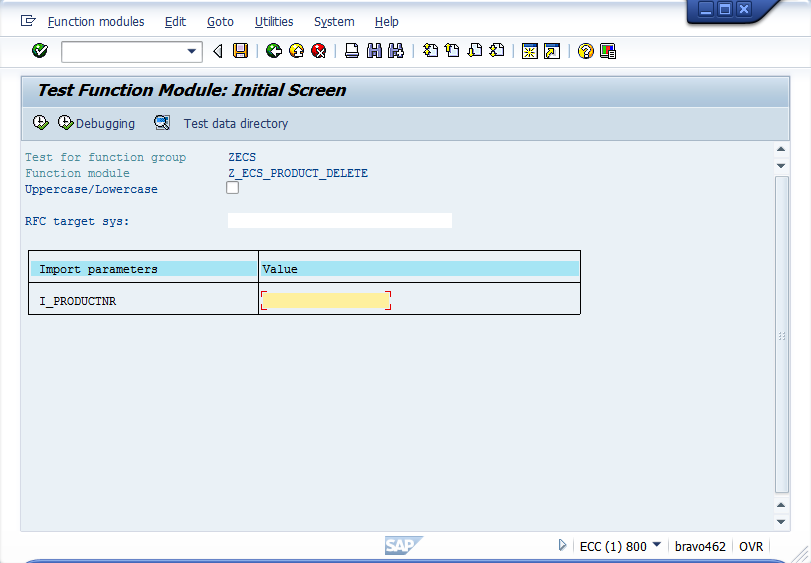 Function modules Edit Goto Utilities System Help
Test Function Module: Initial Screen
Debugging Test data directory
Test for function group ZECS
Function module Z_ECS_PRODUCT_DELETE
Uppercase/Lowercase
RFC target sys:
Import parameters Value
I_PRODUCTNR
SAP ECC (1) 800 bravo462 OVR